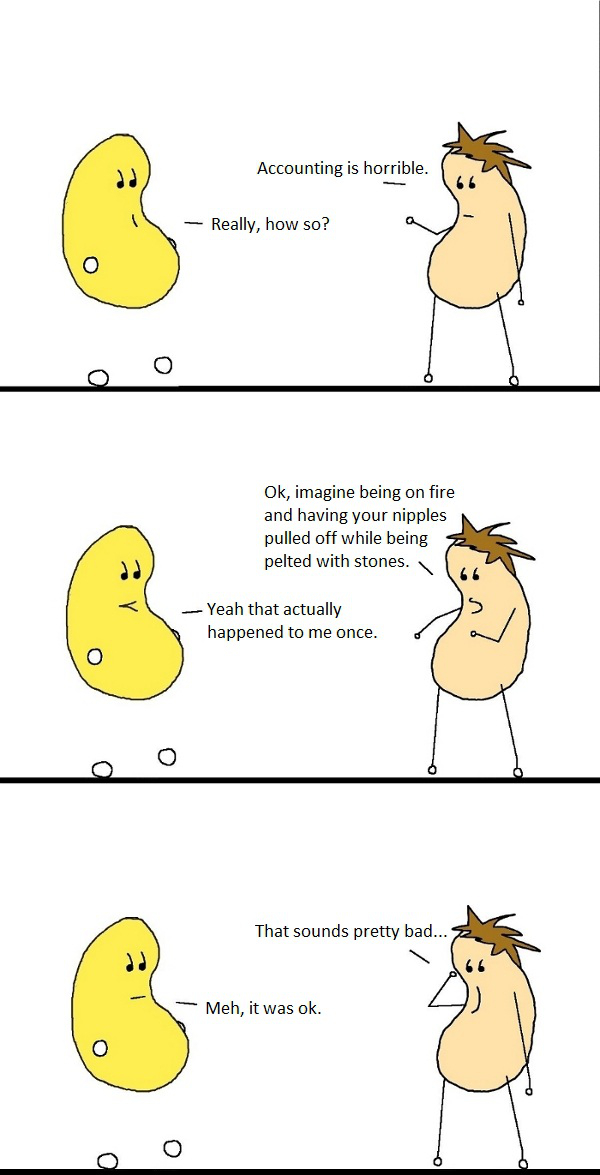 Accounting is horrible.
Really, how so?
Ok, imagine being on fire
and having your nipples
pulled off while being
pelted with stones.
Yeah that actually
happened to me once.
That sounds pretty bad...
Meh, it was ok.